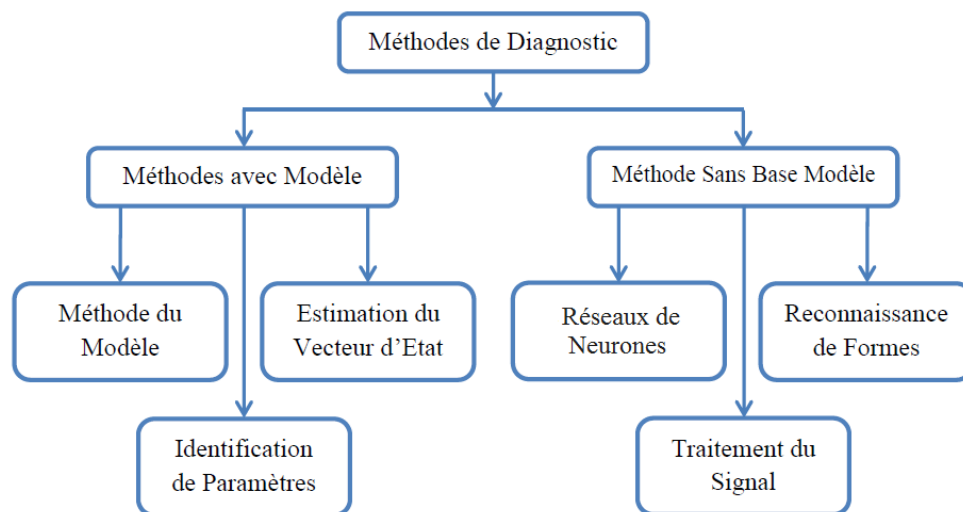 Méthodes de Diagnostic
Méthodes avec Modèle
Méthode Sans Base Modèle
Méthode du
Modèle
Estimation du
Vecteur d’Etat
Réseaux de
Neurones
Reconnaissance
de Formes
Identification
de Paramètres
Traitement du
Signal